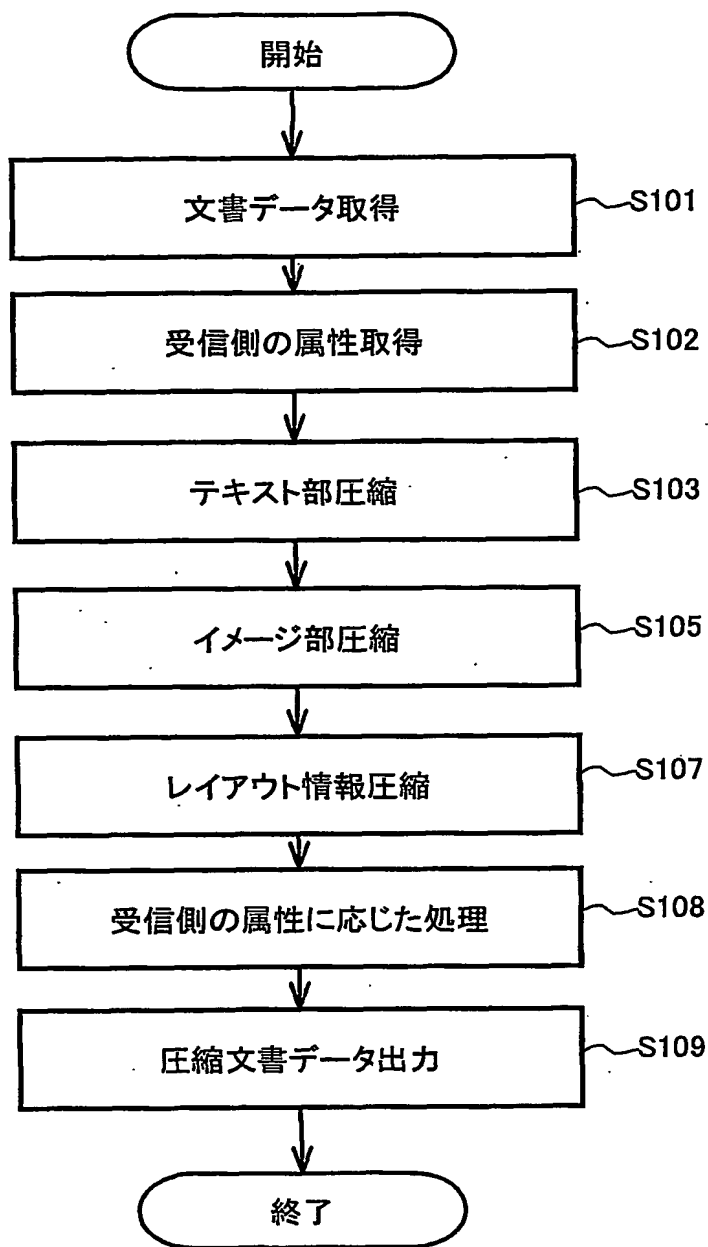 開始
文書データ取得 S101
受信側の属性取得 S102
テキスト部圧縮 S103
イメージ部圧縮 S105
レイアウト情報圧縮 S107
受信側の属性に応じた処理 S108
圧縮文書データ出力 S109
終了